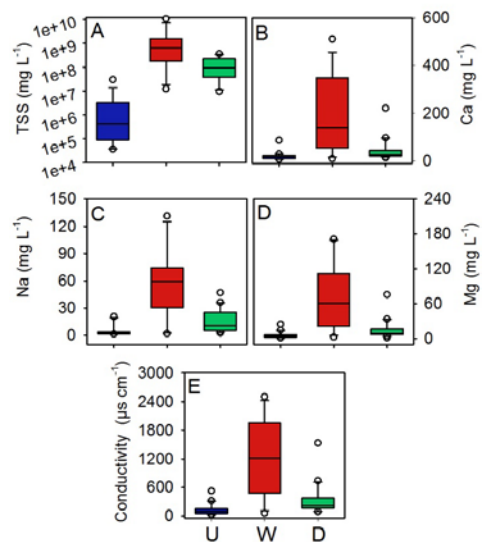 1e+10
1e+9
1e+8
1e+7
1e+6
1e+5
1e+4
TSS (mg L⁻¹)
A
B
600
400
200
0
Ca (mg L⁻¹)
150
120
90
60
30
0
Na (mg L⁻¹)
C
D
240
180
120
60
0
Mg (mg L⁻¹)
3000
2400
1800
1200
600
0
Conductivity (µs cm⁻¹)
E
U W D